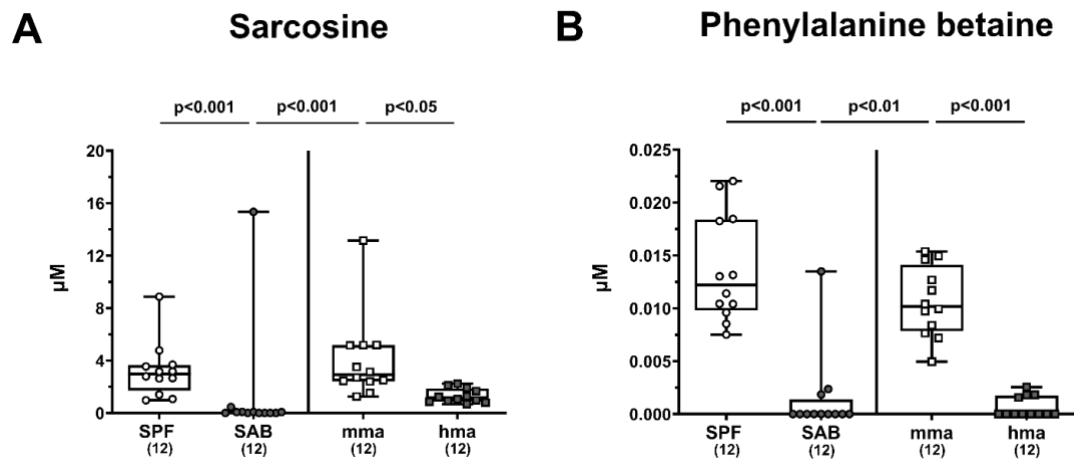 A Sarcosine
p<0.001 p<0.001 p<0.05
20
16
12
8
4
0
µM
SPF SAB mma hma
(12) (12) (12) (12)
B Phenylalanine betaine
p<0.001 p<0.01 p<0.001
0.025
0.020
0.015
0.010
0.005
0.000
µM
SPF SAB mma hma
(12) (12) (12) (12)